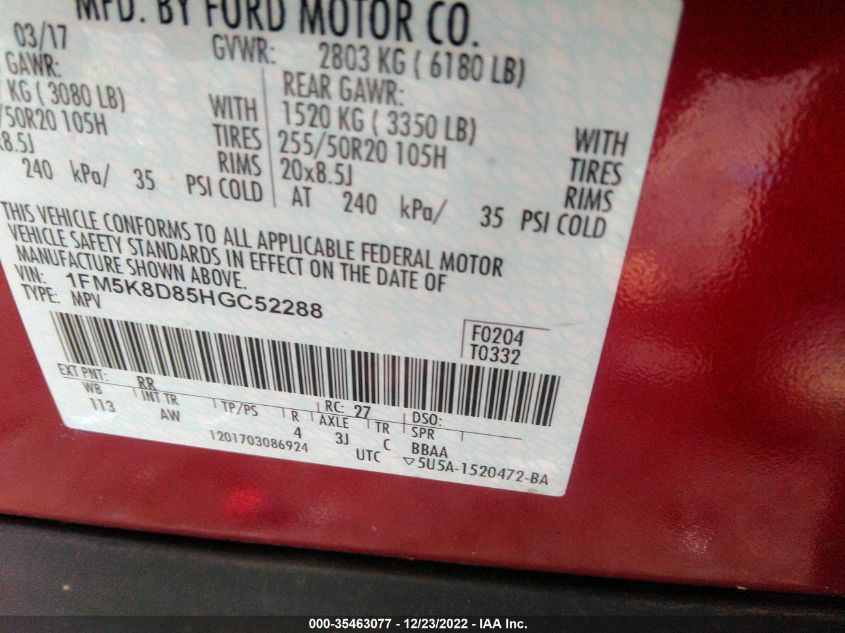 MFD. BY FORD MOTOR CO.
03/17 GVWR: 2803 KG ( 6180 LB)
GAWR: REAR GAWR:
KG ( 3080 LB) WITH 1520 KG ( 3350 LB) WITH
/50R20 105H TIRES 255/50R20 105H TIRES
x8.5J RIMS 20x8.5J RIMS
240 kPa/ 35 PSI COLD AT 240 kPa/ 35 PSI COLD
THIS VEHICLE CONFORMS TO ALL APPLICABLE FEDERAL MOTOR
VEHICLE SAFETY STANDARDS IN EFFECT ON THE DATE OF
MANUFACTURE SHOWN ABOVE.
VIN: 1FM5K8D85HGC52288
TYPE: MPV
F0204
T0332
EXT PNT: RR RC: 27 DSO:
WB INT TR TP/PS R AXLE TR SPR
113 AW 4 3J C BBAA
1201703086924 UTC ▽5U5A-1520472-BA
000-35463077 - 12/23/2022 - IAA Inc.